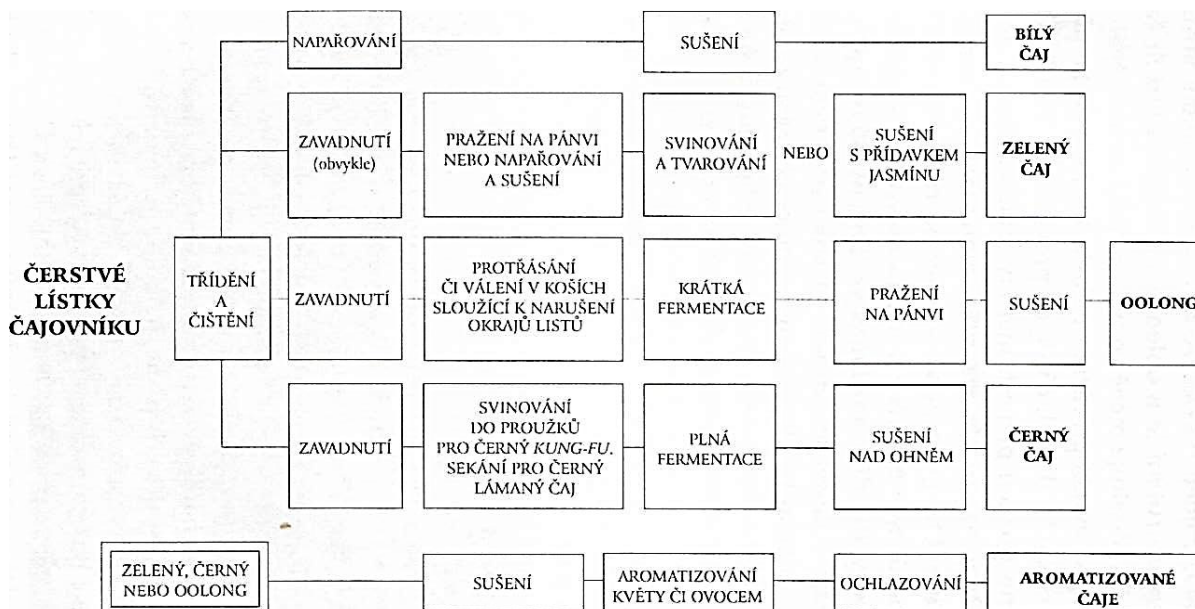 NAPAŘOVÁNÍ
SUŠENÍ
BÍLÝ
ČAJ
ZAVADNUTÍ
(obvykle)
PRAŽENÍ NA PÁNVI
NEBO NAPAŘOVÁNÍ
A SUŠENÍ
SVINOVÁNÍ
A TVAROVÁNÍ
NEBO
SUŠENÍ
S PŘÍDAVKEM
JASMÍNU
ZELENÝ
ČAJ
ČERSTVÉ
LÍSTKY
ČAJOVNÍKU
TŘÍDĚNÍ
A
ČIŠTĚNÍ
ZAVADNUTÍ
PROTŘÁSÁNÍ
ČI VÁLENÍ V KOŠÍCH
SLOUŽÍCÍ K NARUŠENÍ
OKRAJŮ LISTŮ
KRÁTKÁ
FERMENTACE
PRAŽENÍ
NA PÁNVI
SUŠENÍ
OOLONG
ZAVADNUTÍ
SVINOVÁNÍ
DO PROUŽKŮ
PRO ČERNÝ KUNG-FU.
SEKÁNÍ PRO ČERNÝ
LÁMANÝ ČAJ
PLNÁ
FERMENTACE
SUŠENÍ
NAD OHNĚM
ČERNÝ
ČAJ
ZELENÝ, ČERNÝ
NEBO OOLONG
SUŠENÍ
AROMATIZOVÁNÍ
KVĚTY ČI OVOCEM
OCHLAZOVÁNÍ
AROMATIZOVANÉ
ČAJE